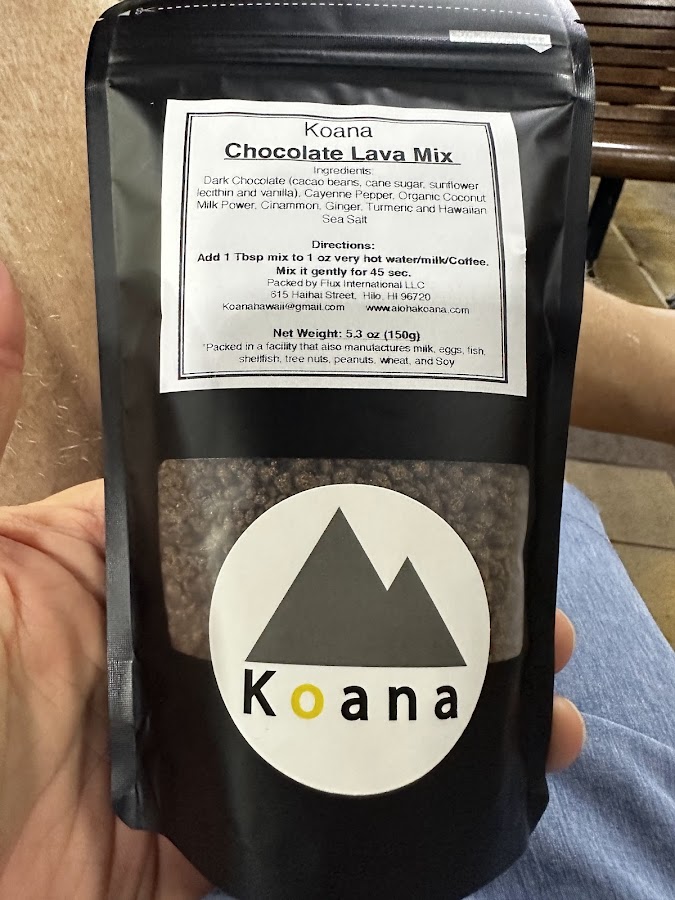 Koana
Chocolate Lava Mix
Ingredients:
Dark Chocolate (cacao beans, cane sugar, sunflower
lecithin and vanilla), Cayenne Pepper, Organic Coconut
Milk Power, Cinammon, Ginger, Turmeric and Hawaiian
Sea Salt
Directions:
Add 1 Tbsp mix to 1 oz very hot water/milk/Coffee.
Mix it gently for 45 sec.
Packed by Flux International LLC
615 Haihai Street, Hilo, HI 96720
Koanahawaii@gmail.com www.alohakoana.com
Net Weight: 5.3 oz (150g)
*Packed in a facility that also manufactures milk, eggs, fish,
shellfish, tree nuts, peanuts, wheat, and Soy
Koana